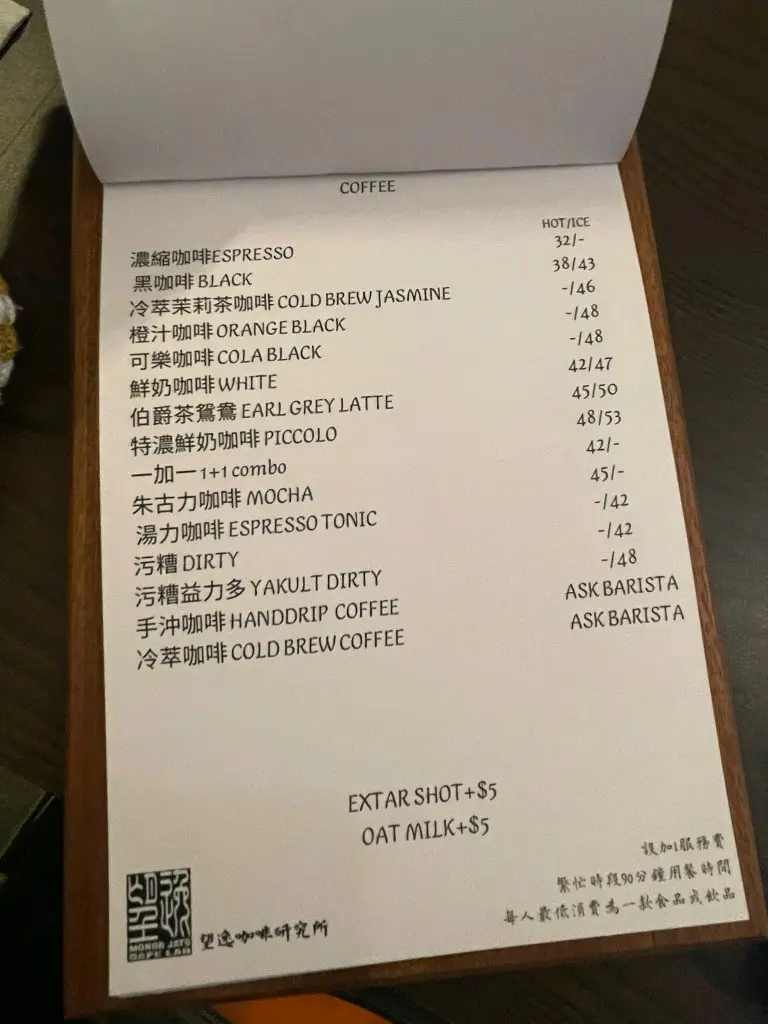 COFFEE
HOT/ICE
濃縮咖啡ESPRESSO 32/-
黑咖啡 BLACK 38/43
冷萃茉莉茶咖啡 COLD BREW JASMINE -/46
橙汁咖啡 ORANGE BLACK -/48
可樂咖啡 COLA BLACK -/48
鮮奶咖啡 WHITE 42/47
伯爵茶鴛鴦 EARL GREY LATTE 45/50
特濃鮮奶咖啡 PICCOLO 48/53
一加一 1+1 combo 42/-
朱古力咖啡 MOCHA 45/-
湯力咖啡 ESPRESSO TONIC -/42
污糟 DIRTY -/42
污糟益力多 YAKULT DIRTY -/48
手沖咖啡 HANDDRIP COFFEE ASK BARISTA
冷萃咖啡 COLD BREW COFFEE ASK BARISTA
EXTAR SHOT+$5
OAT MILK+$5
設加1服務費
繁忙時段90分鐘用餐時間
每人最低消費為一款食品或飲品
CAFE LAB
望逸咖啡研究所